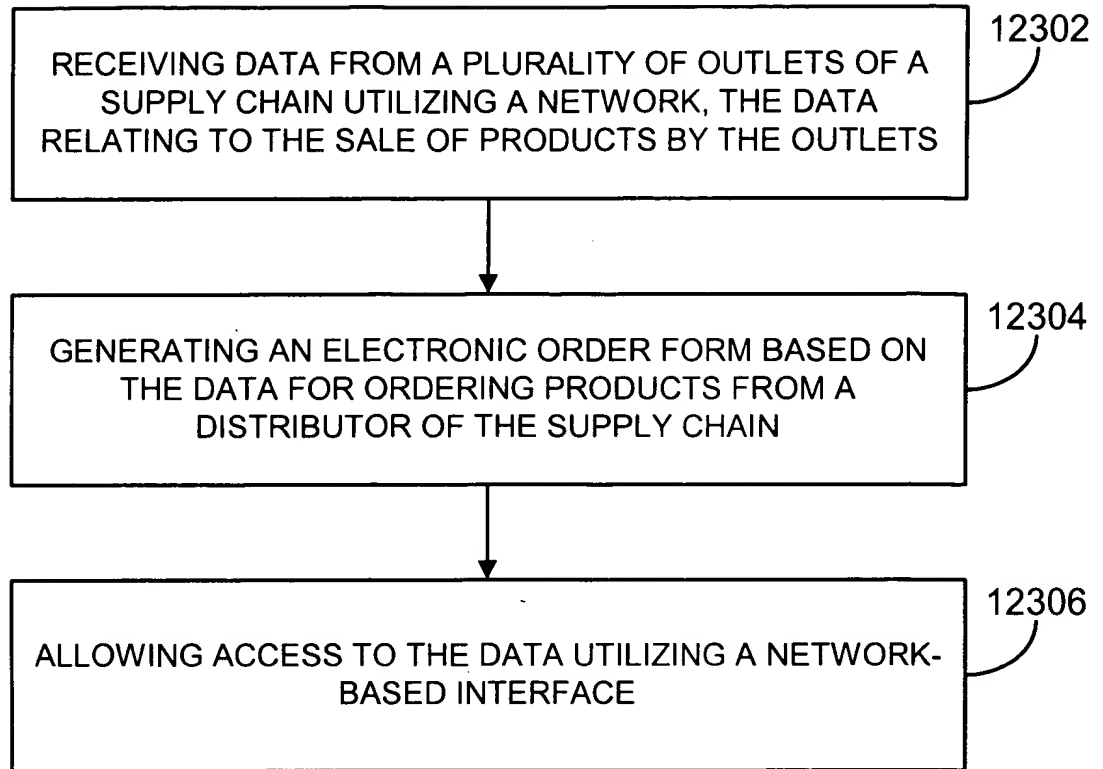 12302
RECEIVING DATA FROM A PLURALITY OF OUTLETS OF A
SUPPLY CHAIN UTILIZING A NETWORK, THE DATA
RELATING TO THE SALE OF PRODUCTS BY THE OUTLETS
12304
GENERATING AN ELECTRONIC ORDER FORM BASED ON
THE DATA FOR ORDERING PRODUCTS FROM A
DISTRIBUTOR OF THE SUPPLY CHAIN
12306
ALLOWING ACCESS TO THE DATA UTILIZING A NETWORK-
BASED INTERFACE